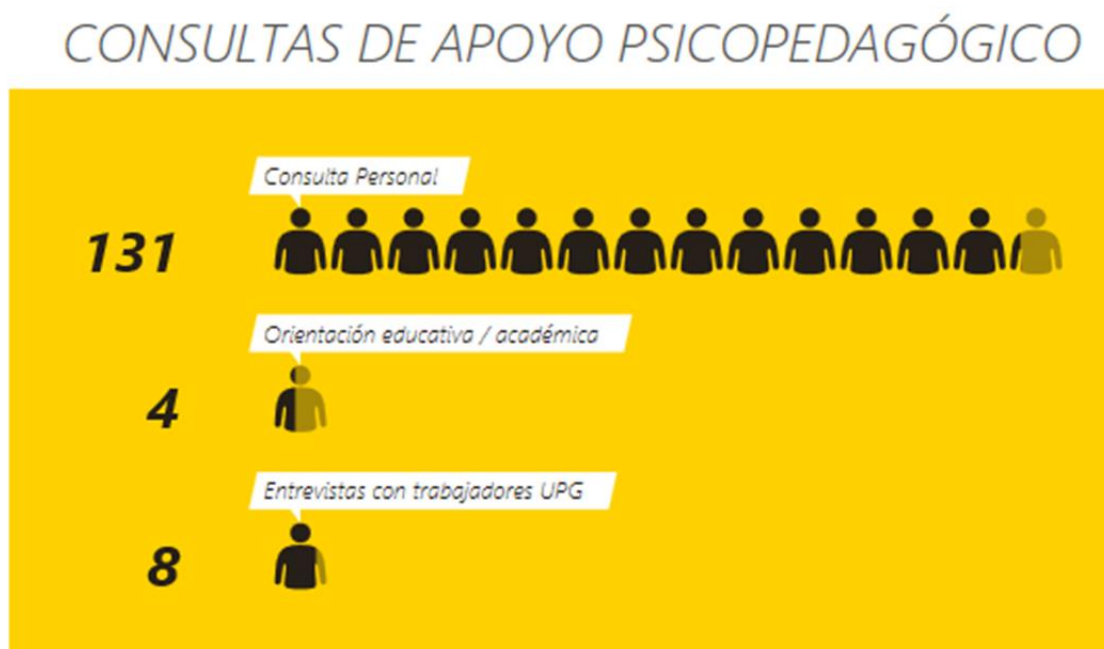 CONSULTAS DE APOYO PSICOPEDAGÓGICO
Consulta Personal
131
Orientación educativa / académica
4
Entrevistas con trabajadores UPG
8